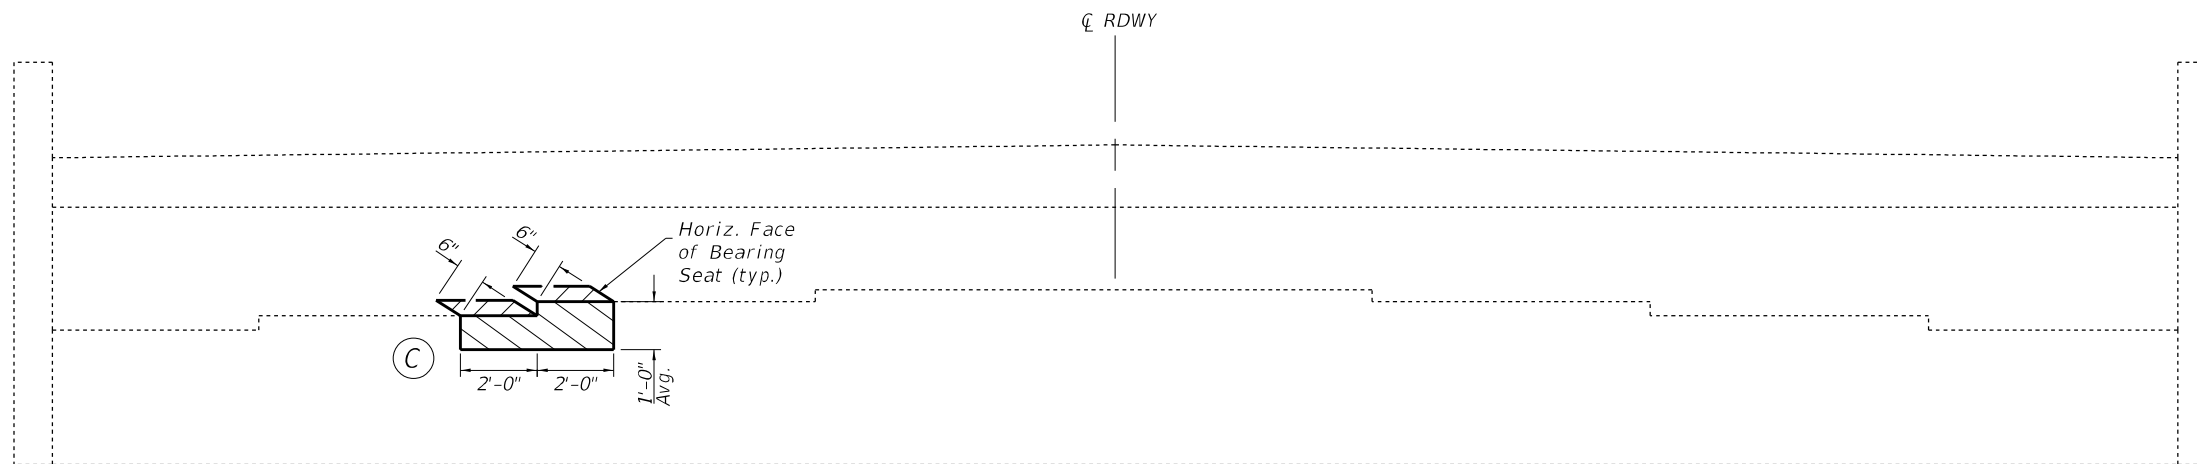 ℄ RDWY
6"
6"
Horiz. Face
of Bearing
Seat (typ.)
C
2'-0"
2'-0"
1'-0"
Avg.